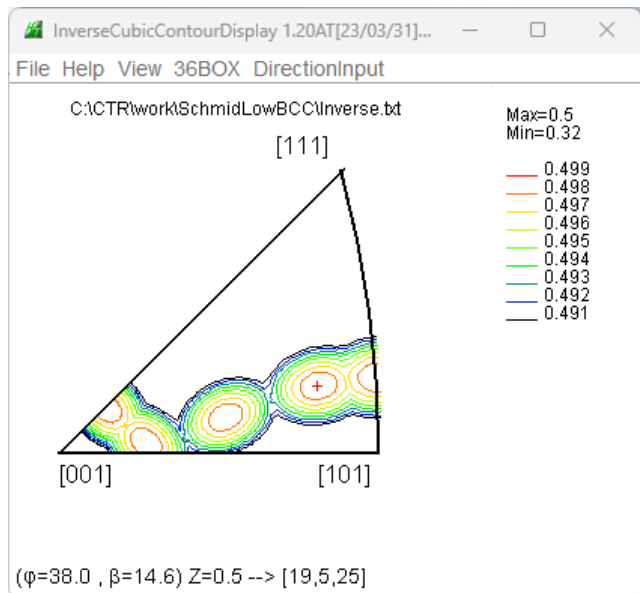 InverseCubicContourDisplay 1.20AT[23/03/31]...
File Help View 36BOX DirectionInput
C:\CTR\work\SchmidLowBCC\Inverse.txt
Max=0.5
Min=0.32
[111]
0.499
0.498
0.497
0.496
0.495
0.494
0.493
0.492
0.491
[001]
[101]
(φ=38.0 , β=14.6) Z=0.5 --> [19,5,25]